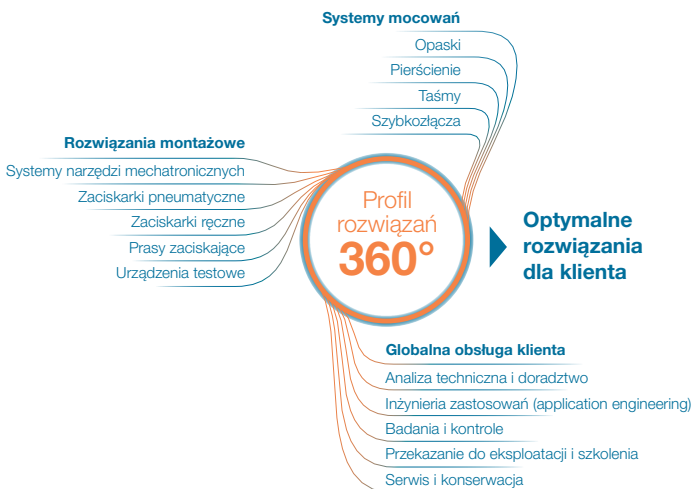 Systemy mocowań
Opaski
Pierścienie
Taśmy
Szybkozłącza
Rozwiązania montażowe
Systemy narzędzi mechatronicznych
Zaciskarki pneumatyczne
Zaciskarki ręczne
Prasy zaciskające
Urządzenia testowe
Profil
rozwiązań
360°
Optymalne
rozwiązania
dla klienta
Globalna obsługa klienta
Analiza techniczna i doradztwo
Inżynieria zastosowań (application engineering)
Badania i kontrole
Przekazanie do eksploatacji i szkolenia
Serwis i konserwacja